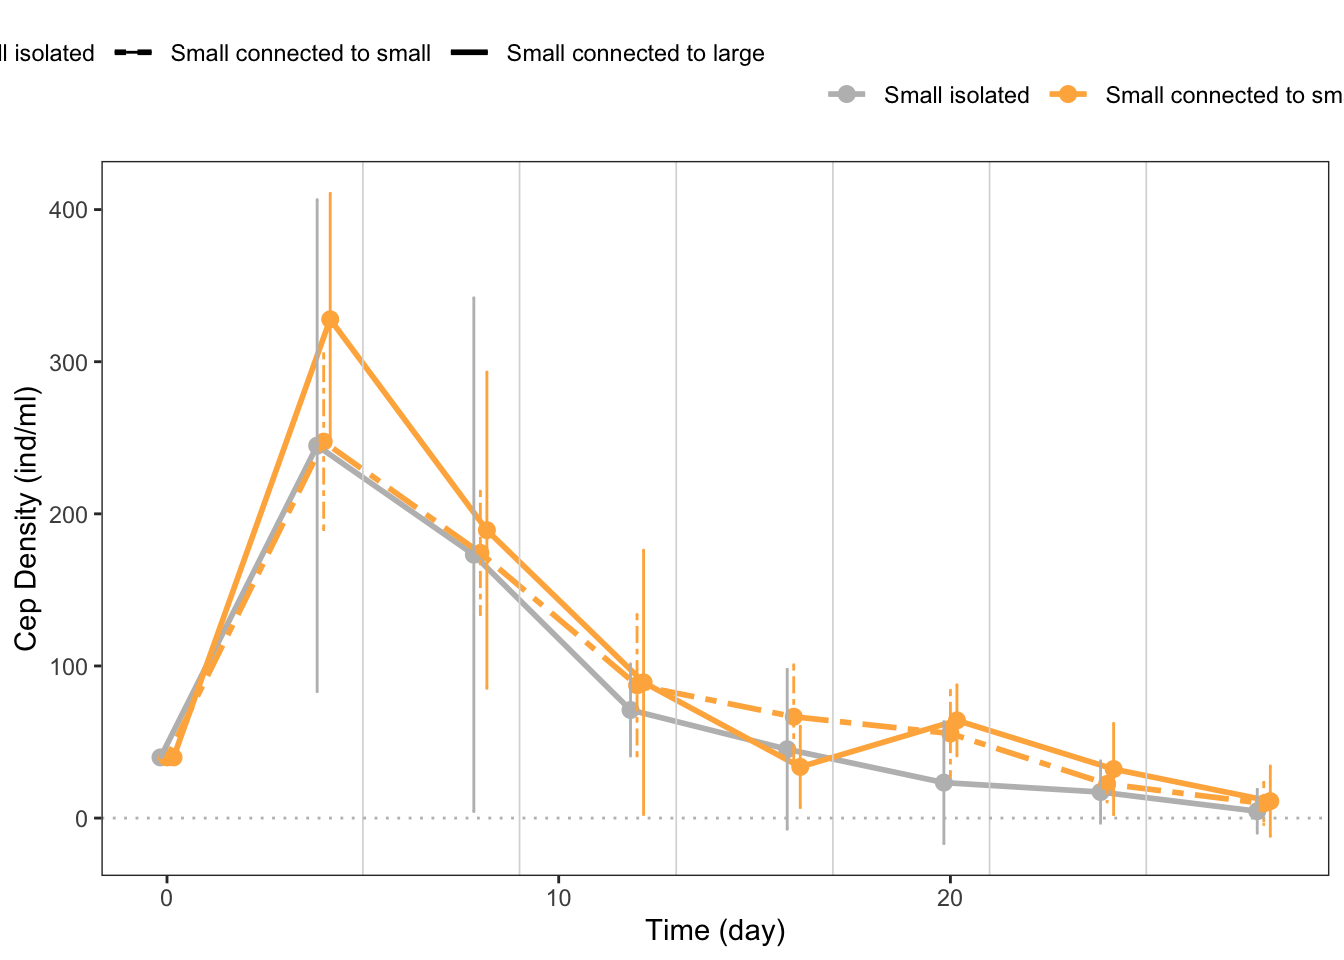 ll isolated Small connected to small Small connected to large
Small isolated Small connected to sm
400
300
200
100
0
Cep Density (ind/ml)
0 10 20
Time (day)